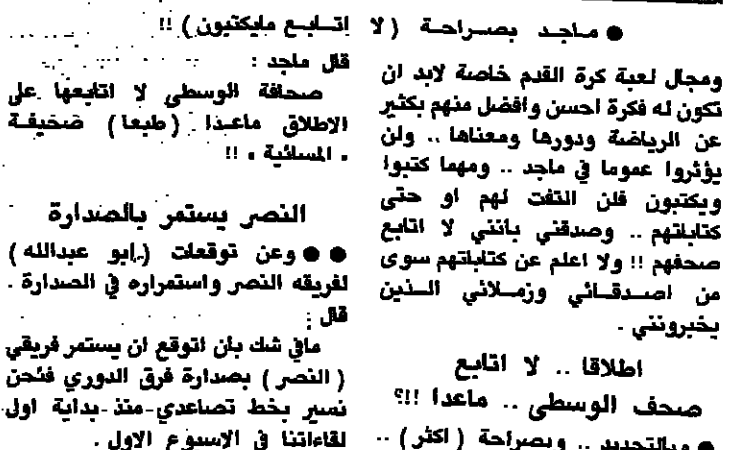 ● ماجد بصراحة (لا اتابع مايكتبون) !!
ومجال لعبة كرة القدم خاصة لابد ان
تكون له فكرة احسن وافضل منهم بكثير
عن الرياضة ودورها ومعناها .. ولن
يؤثروا عموما في ماجد .. ومهما كتبوا
ويكتبون فلن التفت لهم او حتى
كتاباتهم .. وصدقني بأنني لا اتابع
صحفهم !! ولا اعلم عن كتاباتهم سوى
من اصدقائي وزملائي الذين
يخبرونني .
اطلاقا .. لا اتابع
صحف الوسطى .. ماعدا !!؟
● وبالتحديد .. وبصراحة (اكثر) ..
قال ماجد :
صحافة الوسطى لا اتابعها على
الاطلاق ماعدا (طبعا) صحيفة
« المسائية » !!
النصر يستمر بالصدارة
●● وعن توقعات (ابو عبدالله)
لفريقه النصر واستمراره في الصدارة .
قال :
مافي شك بأن اتوقع ان يستمر فريقي
(النصر) بصدارة فرق الدوري فنحن
نسير بخط تصاعدي منذ بداية اول
لقاءاتنا في الاسبوع الاول .